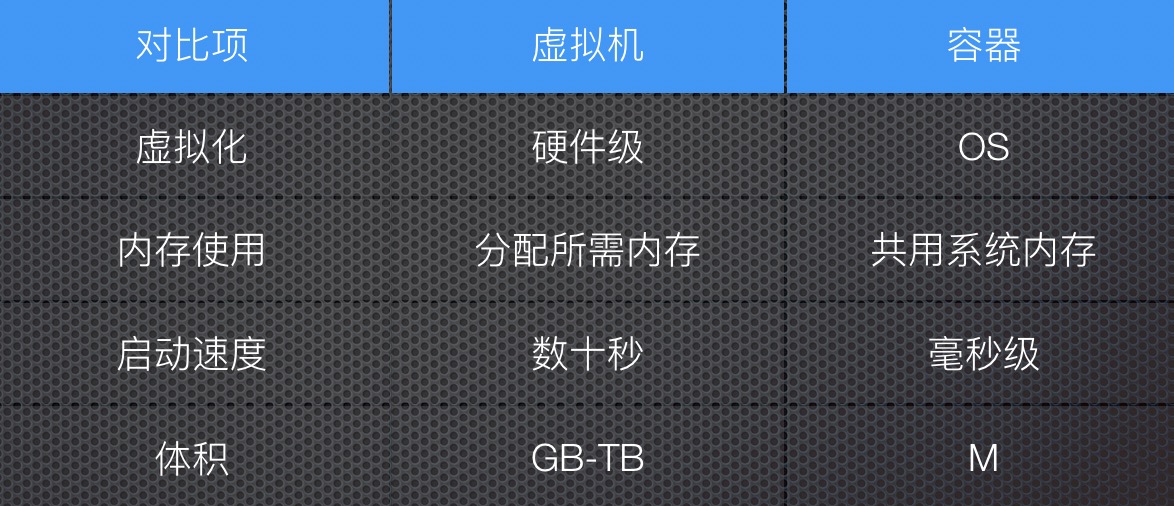 对比项 虚拟机 容器
虚拟化 硬件级 OS
内存使用 分配所需内存 共用系统内存
启动速度 数十秒 毫秒级
体积 GB-TB M